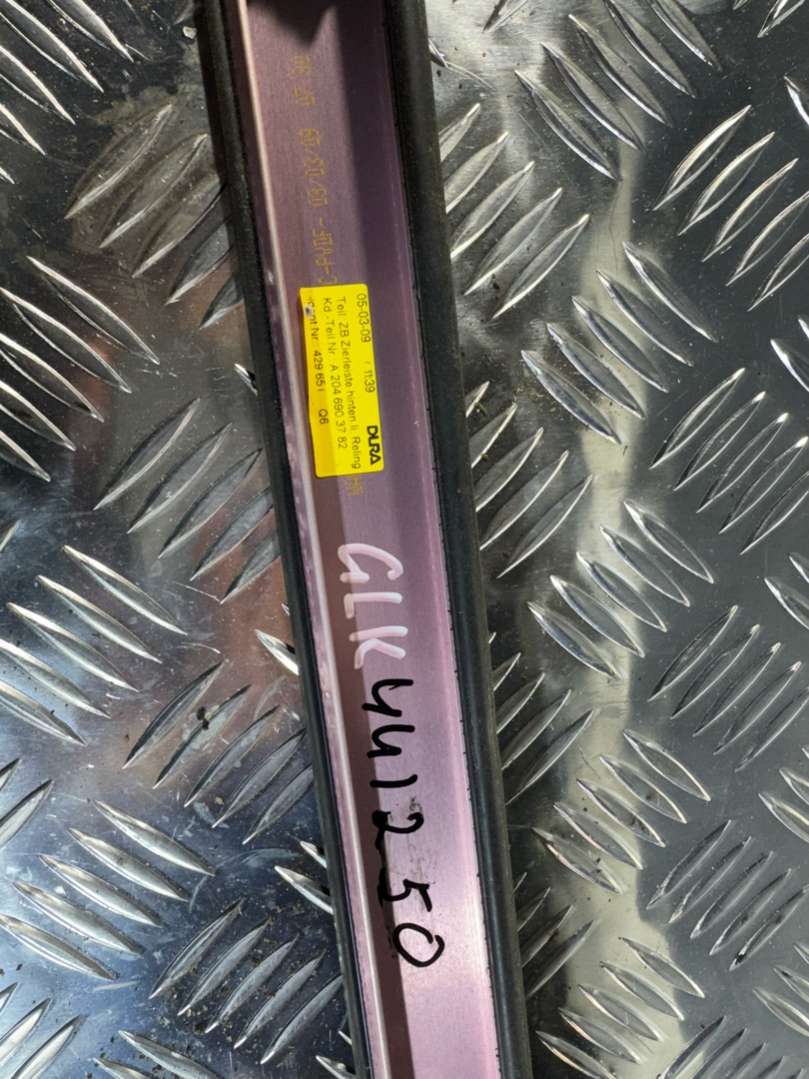 05-03-09 11:39 DURA
Teil: ZB Zierleiste hinten li. Reling
Kd.-Teil Nr.: A 204 690 37 82
Nr.: 429 651 Q6
GLK 441250